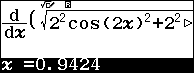 d/dx(√2²cos(2x)²+2²▷
x =0.9424